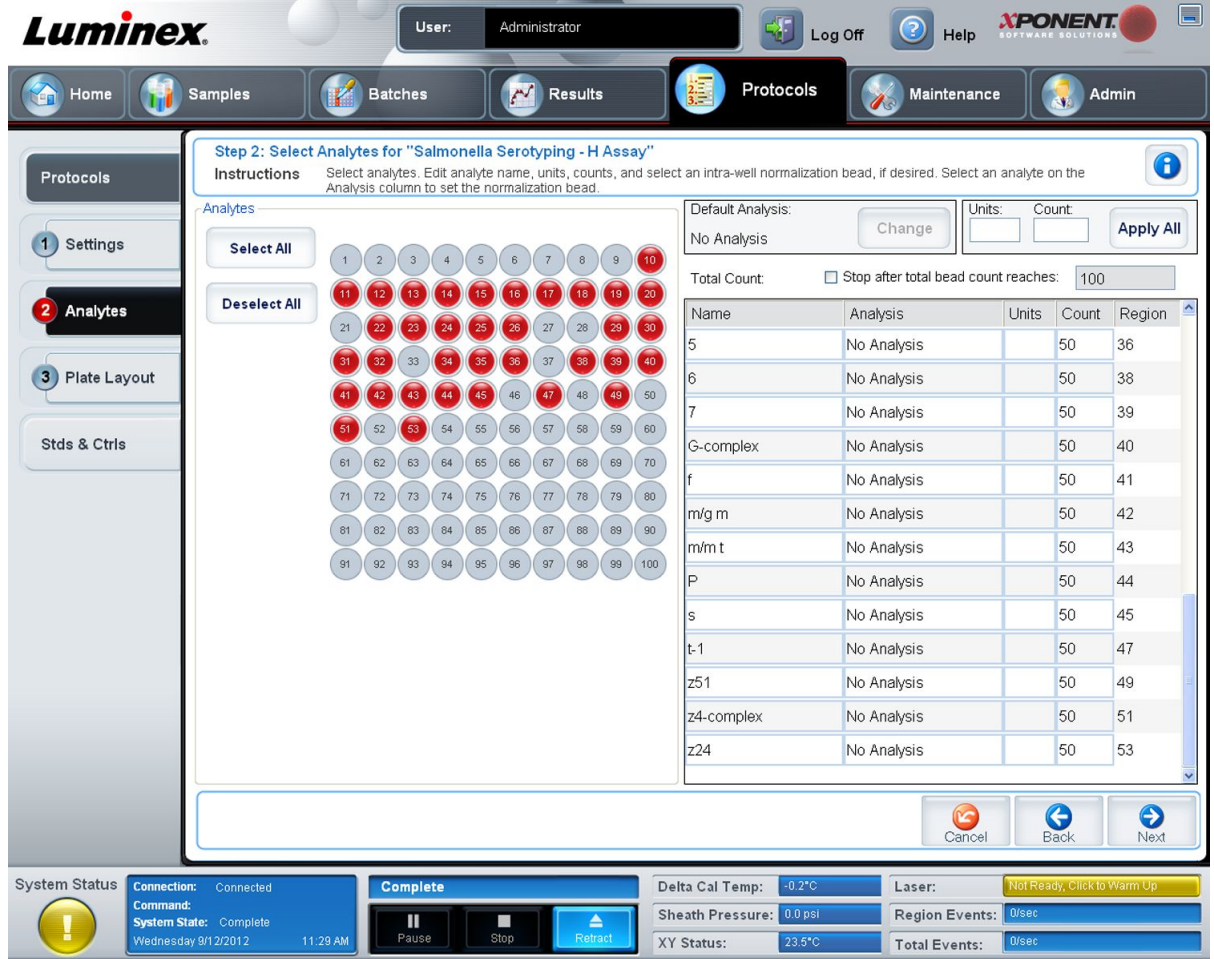 Luminex.
User: Administrator
Log Off
Help
XPONENT.
SOFTWARE SOLUTIONS
Home
Samples
Batches
Results
Protocols
Maintenance
Admin
Protocols
1 Settings
2 Analytes
3 Plate Layout
Stds & Ctrls
Step 2: Select Analytes for "Salmonella Serotyping - H Assay"
Instructions Select analytes. Edit analyte name, units, counts, and select an intra-well normalization bead, if desired. Select an analyte on the
Analysis column to set the normalization bead.
Analytes
Select All
Deselect All
1 2 3 4 5 6 7 8 9 10
11 12 13 14 15 16 17 18 19 20
21 22 23 24 25 26 27 28 29 30
31 32 33 34 35 36 37 38 39 40
41 42 43 44 45 46 47 48 49 50
51 52 53 54 55 56 57 58 59 60
61 62 63 64 65 66 67 68 69 70
71 72 73 74 75 76 77 78 79 80
81 82 83 84 85 86 87 88 89 90
91 92 93 94 95 96 97 98 99 100
Default Analysis:
No Analysis
Change
Units: Count:
Apply All
Total Count: Stop after total bead count reaches: 100
Name Analysis Units Count Region
5 No Analysis 50 36
6 No Analysis 50 38
7 No Analysis 50 39
G-complex No Analysis 50 40
f No Analysis 50 41
m/g m No Analysis 50 42
m/m t No Analysis 50 43
P No Analysis 50 44
s No Analysis 50 45
t-1 No Analysis 50 47
z51 No Analysis 50 49
z4-complex No Analysis 50 51
z24 No Analysis 50 53
Cancel
Back
Next
System Status
Connection: Connected
Command:
System State: Complete
Wednesday 9/12/2012 11:29 AM
Complete
Pause
Stop
Retract
Delta Cal Temp: -0.2°C
Sheath Pressure: 0.0 psi
XY Status: 23.5°C
Laser: Not Ready, Click to Warm Up
Region Events: 0/sec
Total Events: 0/sec